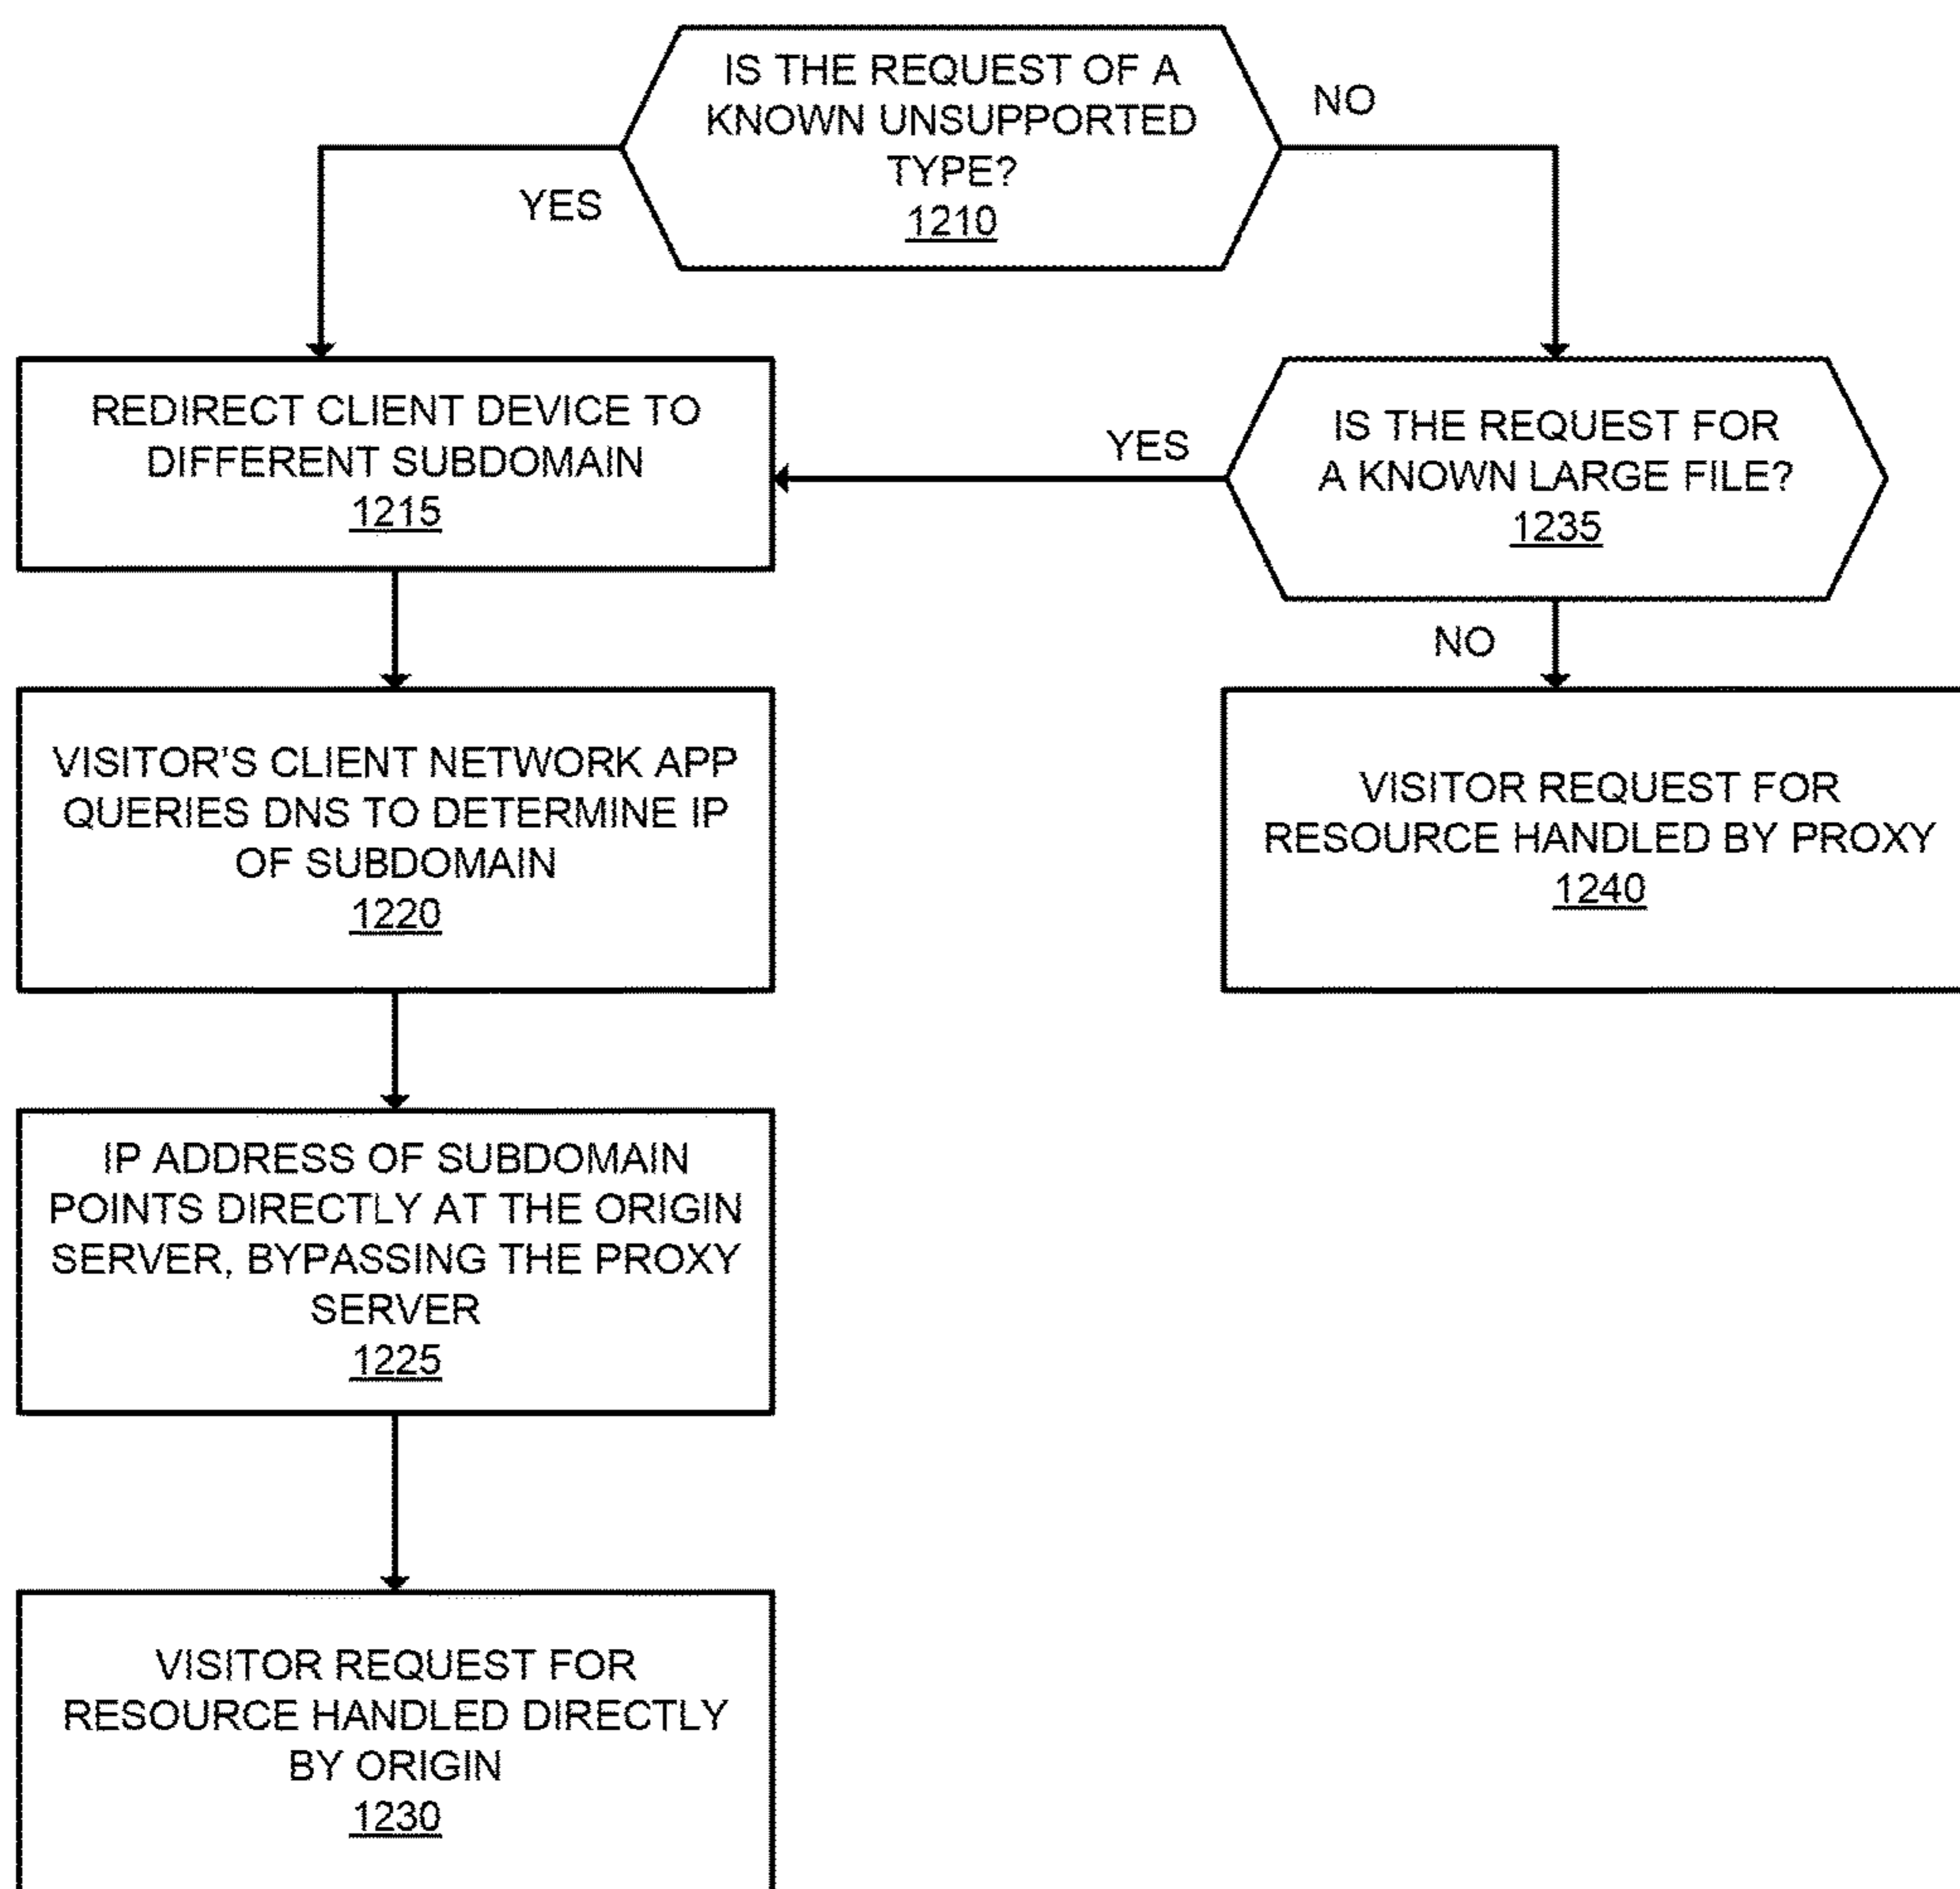 IS THE REQUEST OF A
KNOWN UNSUPPORTED
TYPE?
1210
NO
YES
REDIRECT CLIENT DEVICE TO
DIFFERENT SUBDOMAIN
1215
YES
IS THE REQUEST FOR
A KNOWN LARGE FILE?
1235
NO
VISITOR'S CLIENT NETWORK APP
QUERIES DNS TO DETERMINE IP
OF SUBDOMAIN
1220
VISITOR REQUEST FOR
RESOURCE HANDLED BY PROXY
1240
IP ADDRESS OF SUBDOMAIN
POINTS DIRECTLY AT THE ORIGIN
SERVER, BYPASSING THE PROXY
SERVER
1225
VISITOR REQUEST FOR
RESOURCE HANDLED DIRECTLY
BY ORIGIN
1230